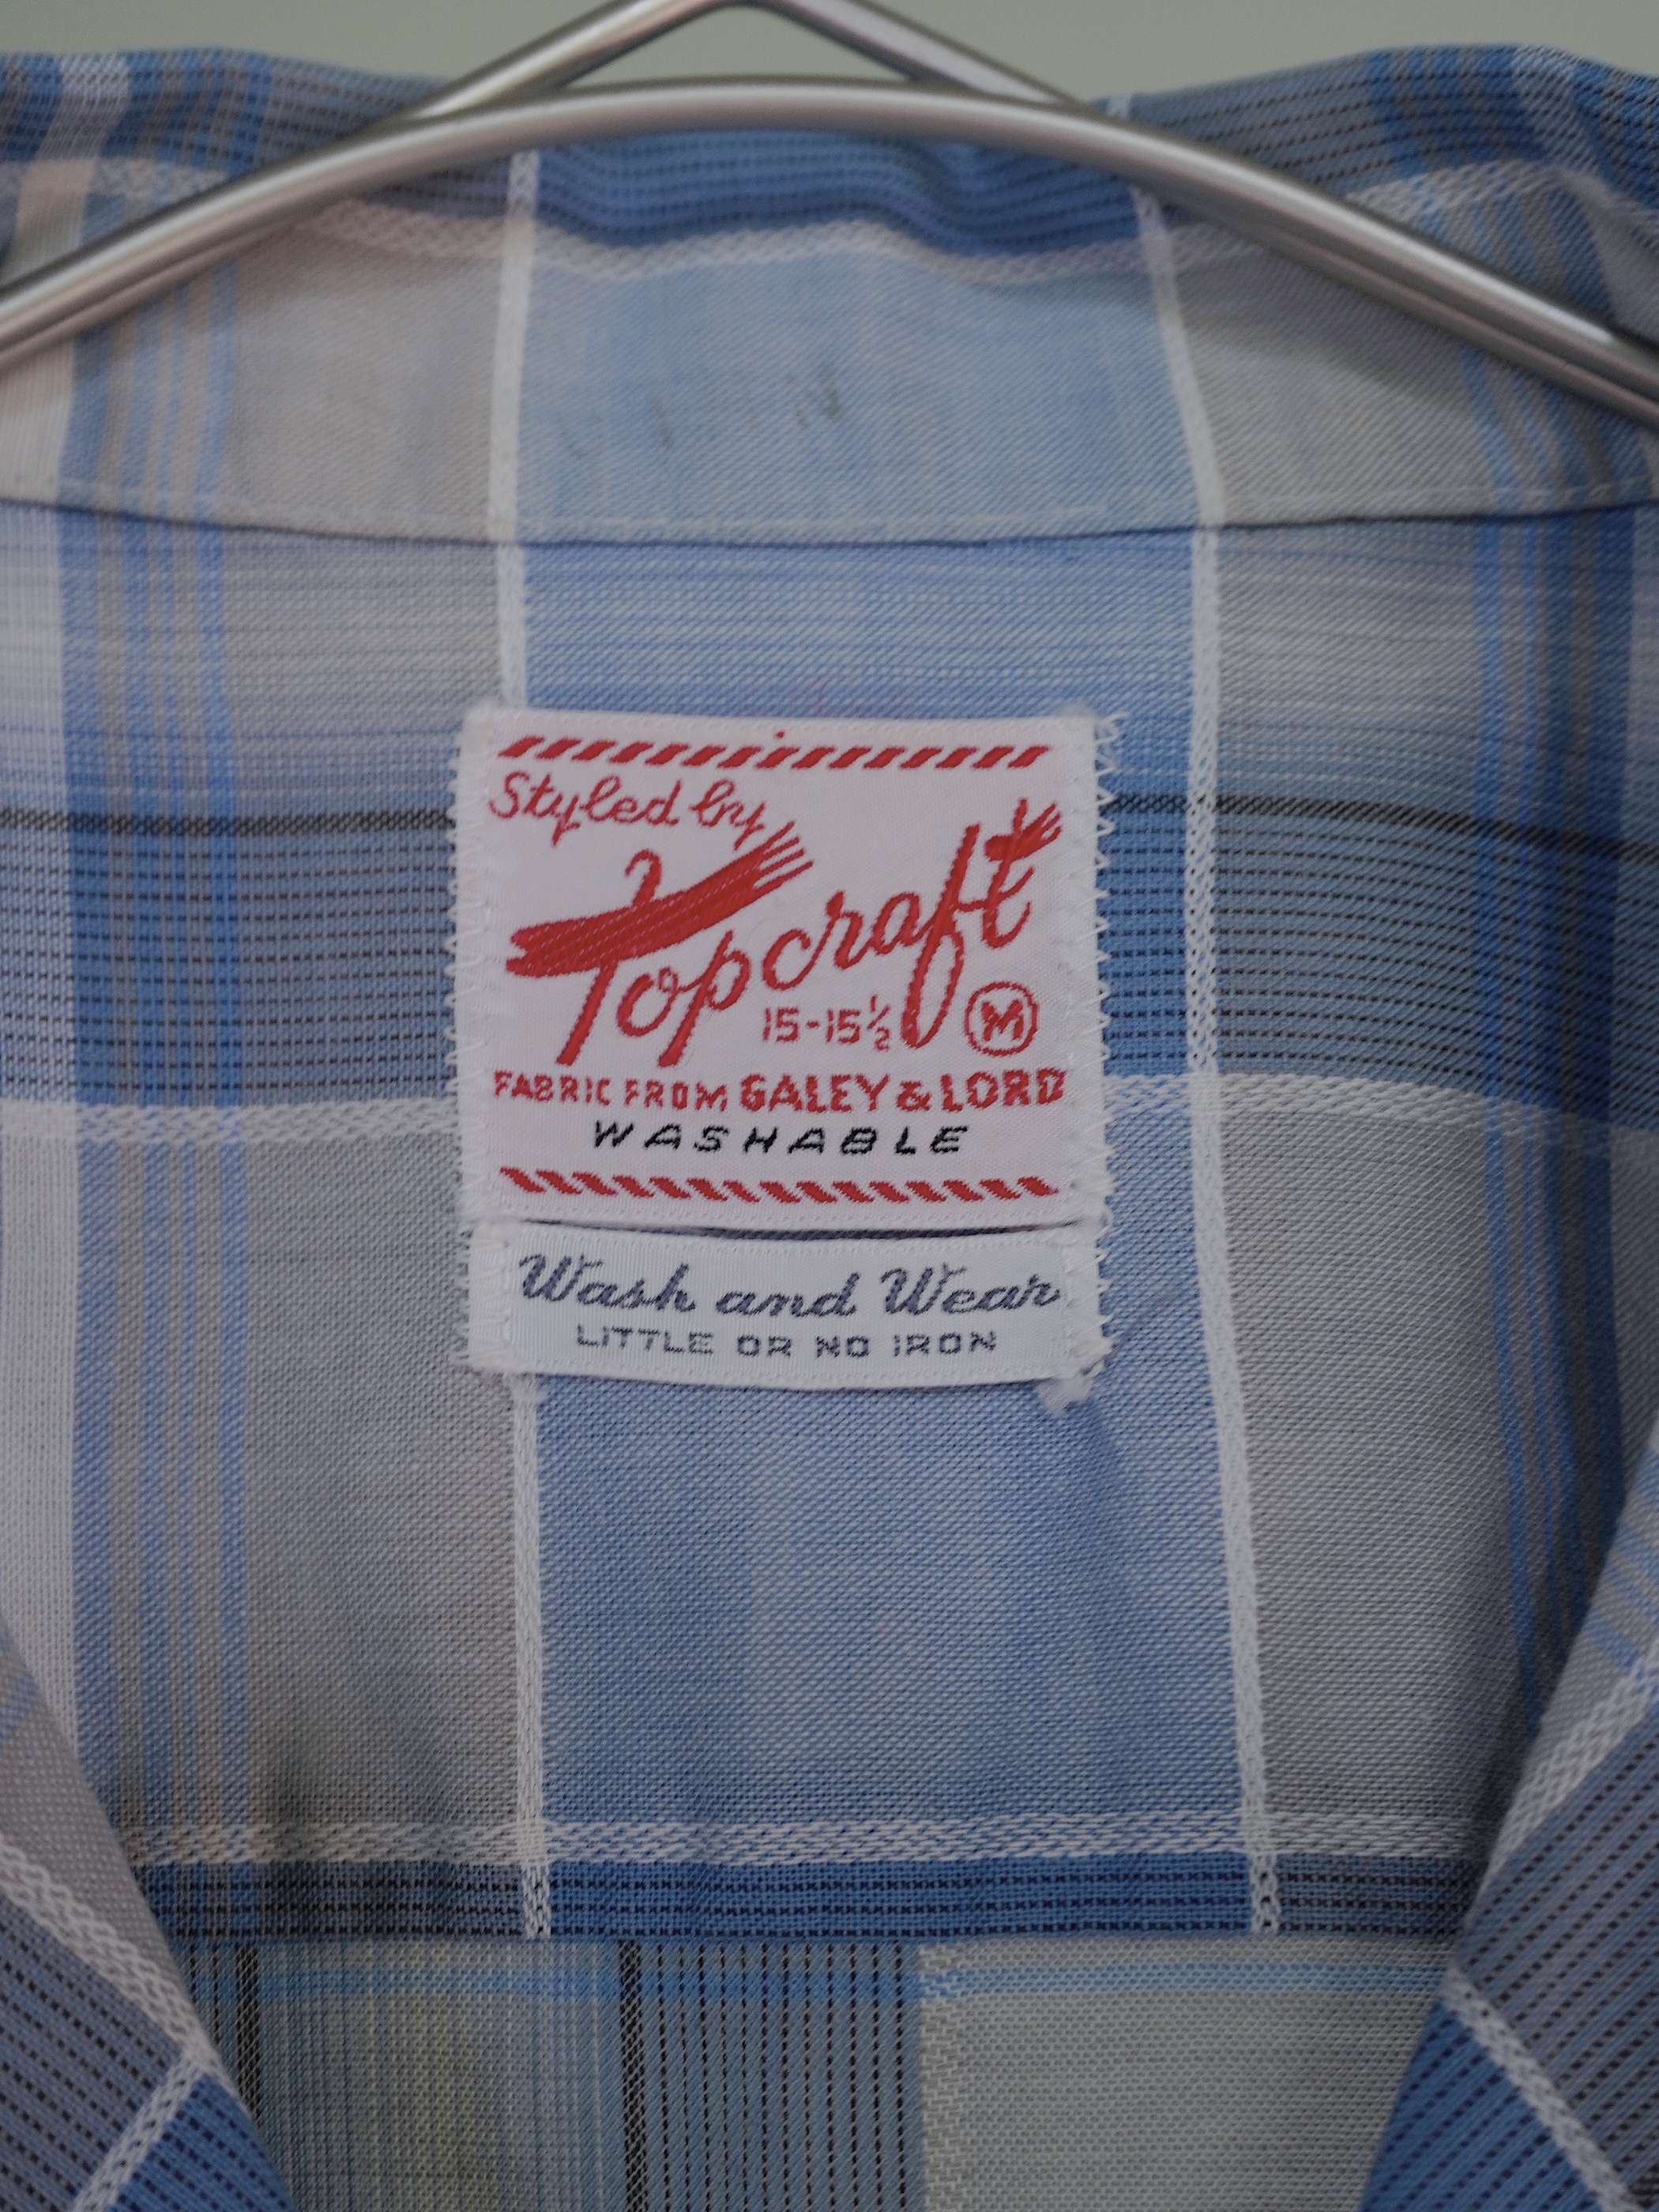 Styled by
Topcraft
15-15½ M
FABRIC FROM GALEY & LORD
WASHABLE
Wash and Wear
LITTLE OR NO IRON